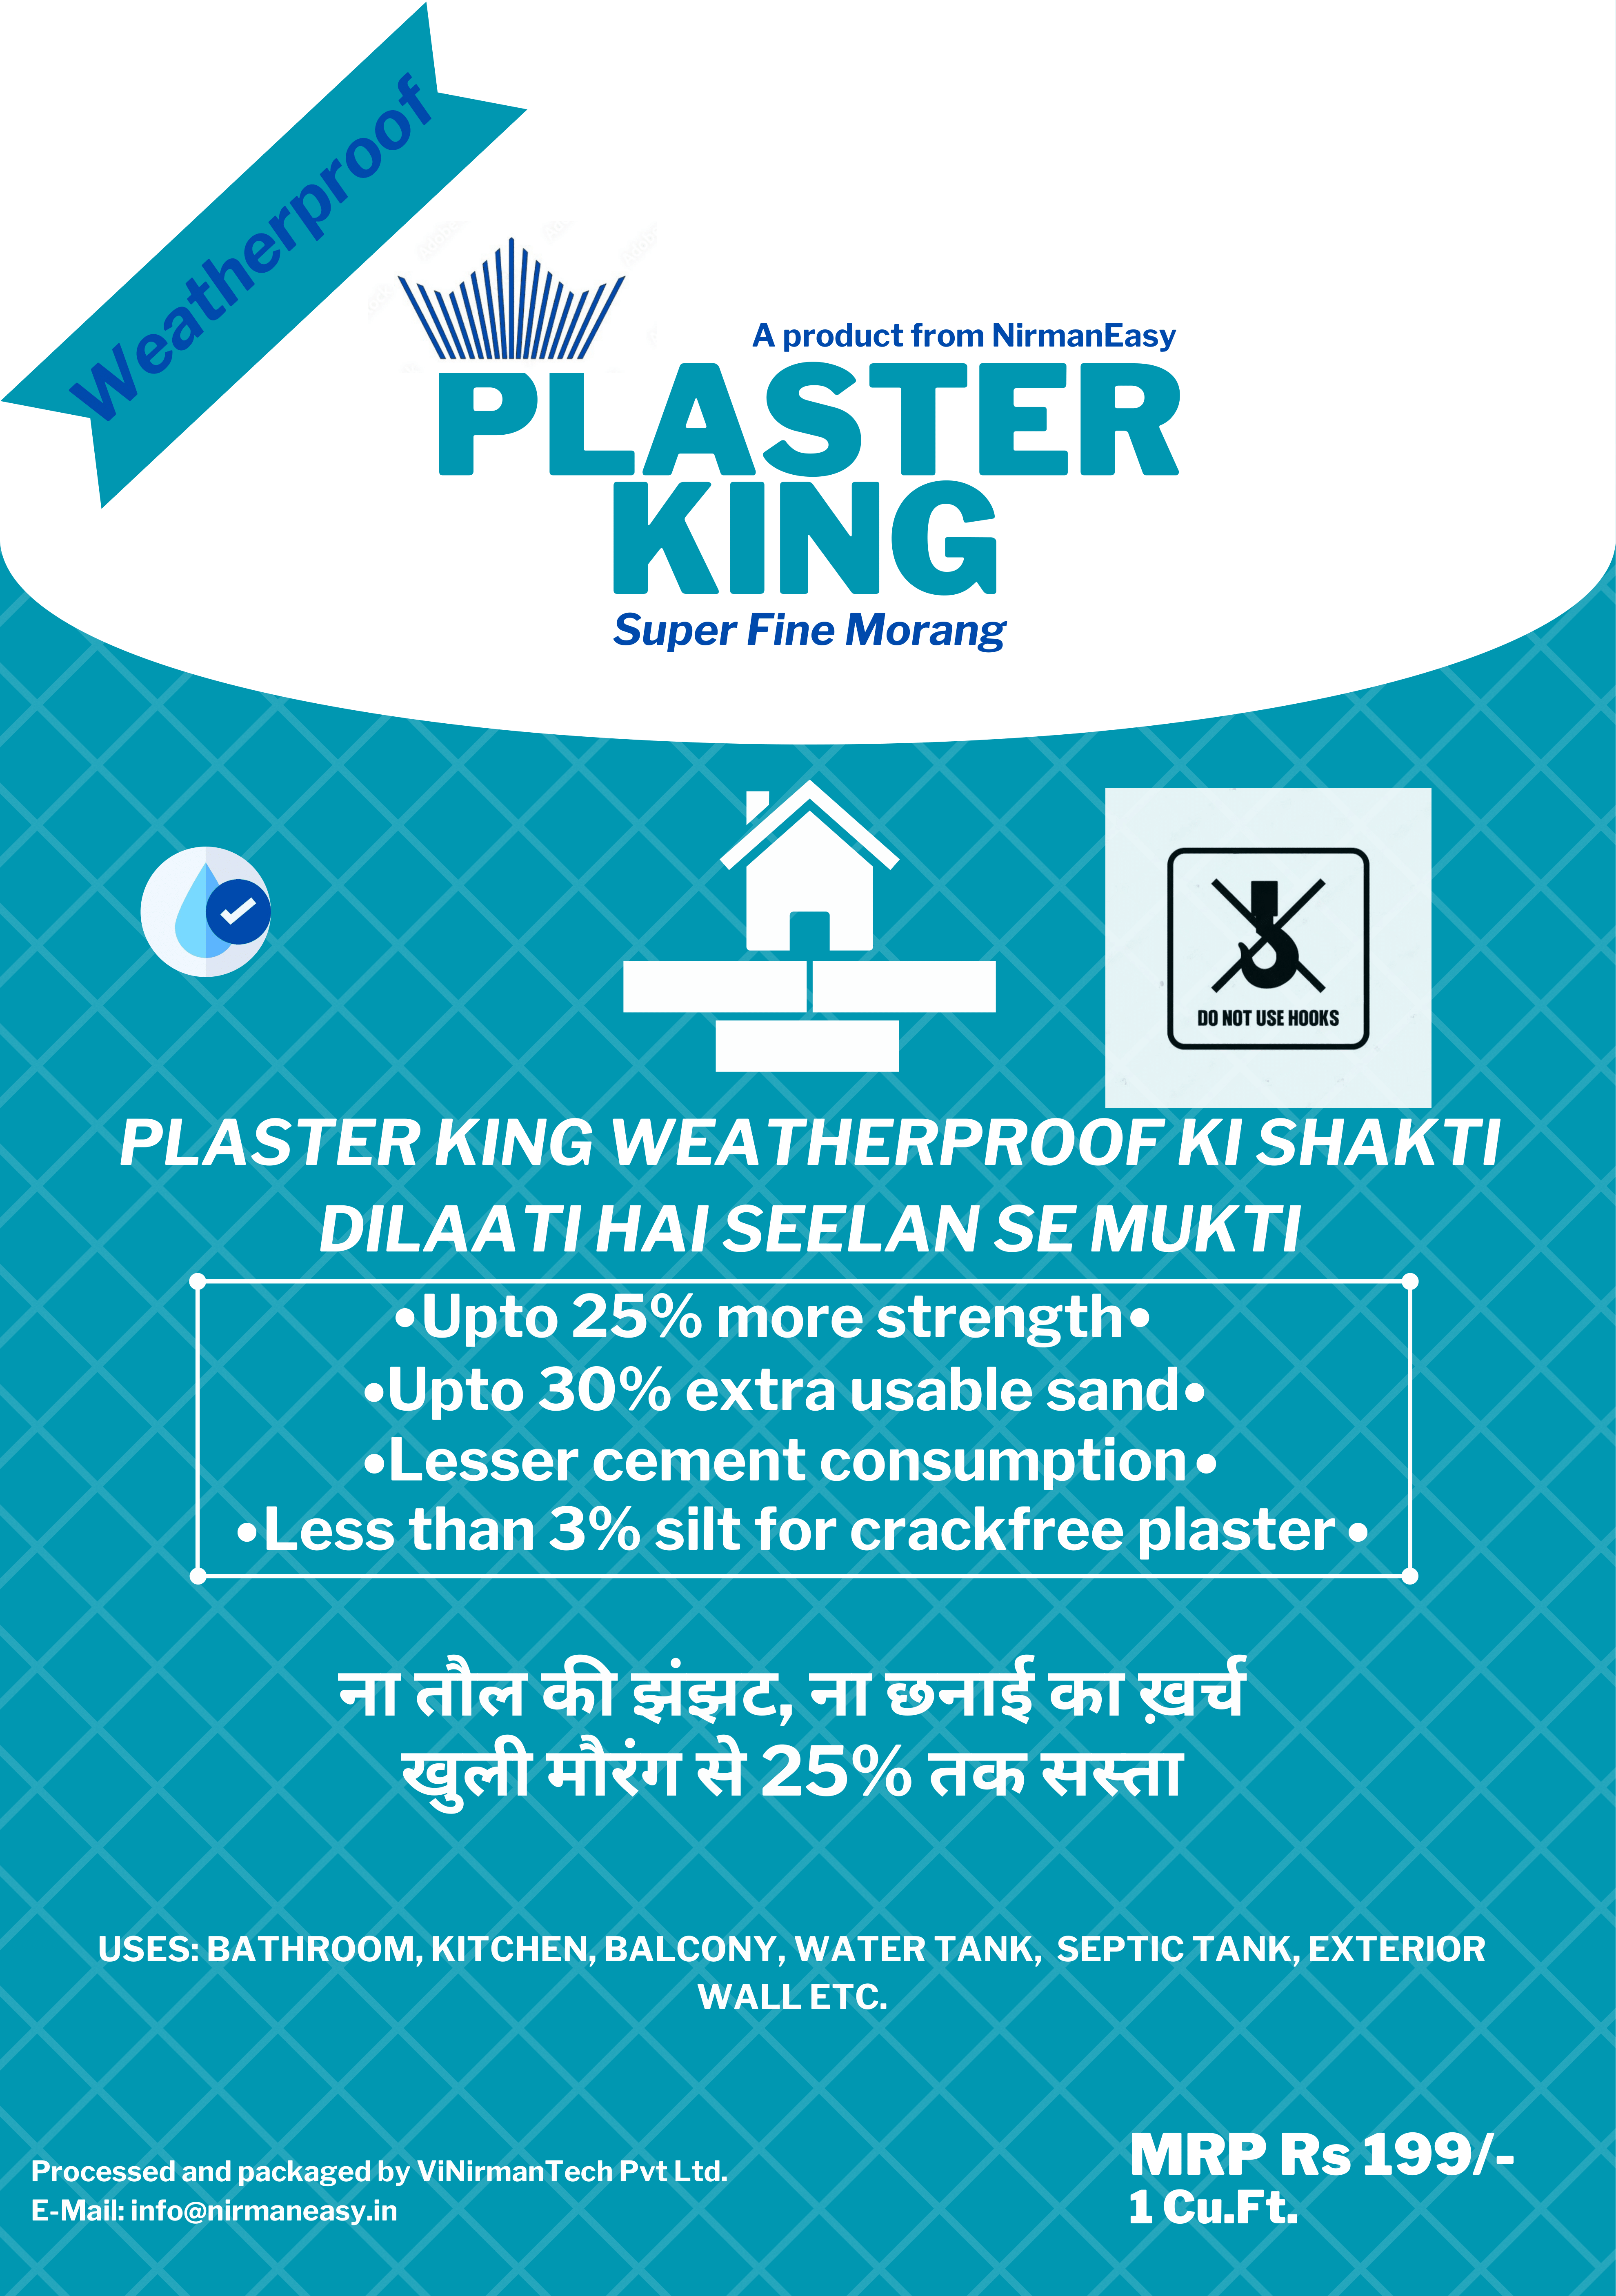 Weatherproof
A product from NirmanEasy
PLASTER
KING
Super Fine Morang
DO NOT USE HOOKS
PLASTER KING WEATHERPROOF KI SHAKTI
DILAATI HAI SEELAN SE MUKTI
•Upto 25% more strength•
•Upto 30% extra usable sand•
•Lesser cement consumption•
•Less than 3% silt for crackfree plaster •
ना तौल की झंझट, ना छनाई का ख़र्च
खुली मौरंग से 25% तक सस्ता
USES: BATHROOM, KITCHEN, BALCONY, WATER TANK,  SEPTIC TANK, EXTERIOR
WALL ETC.
Processed and packaged by ViNirmanTech Pvt Ltd.
E-Mail: info@nirmaneasy.in
MRP Rs 199/-
1 Cu.Ft.